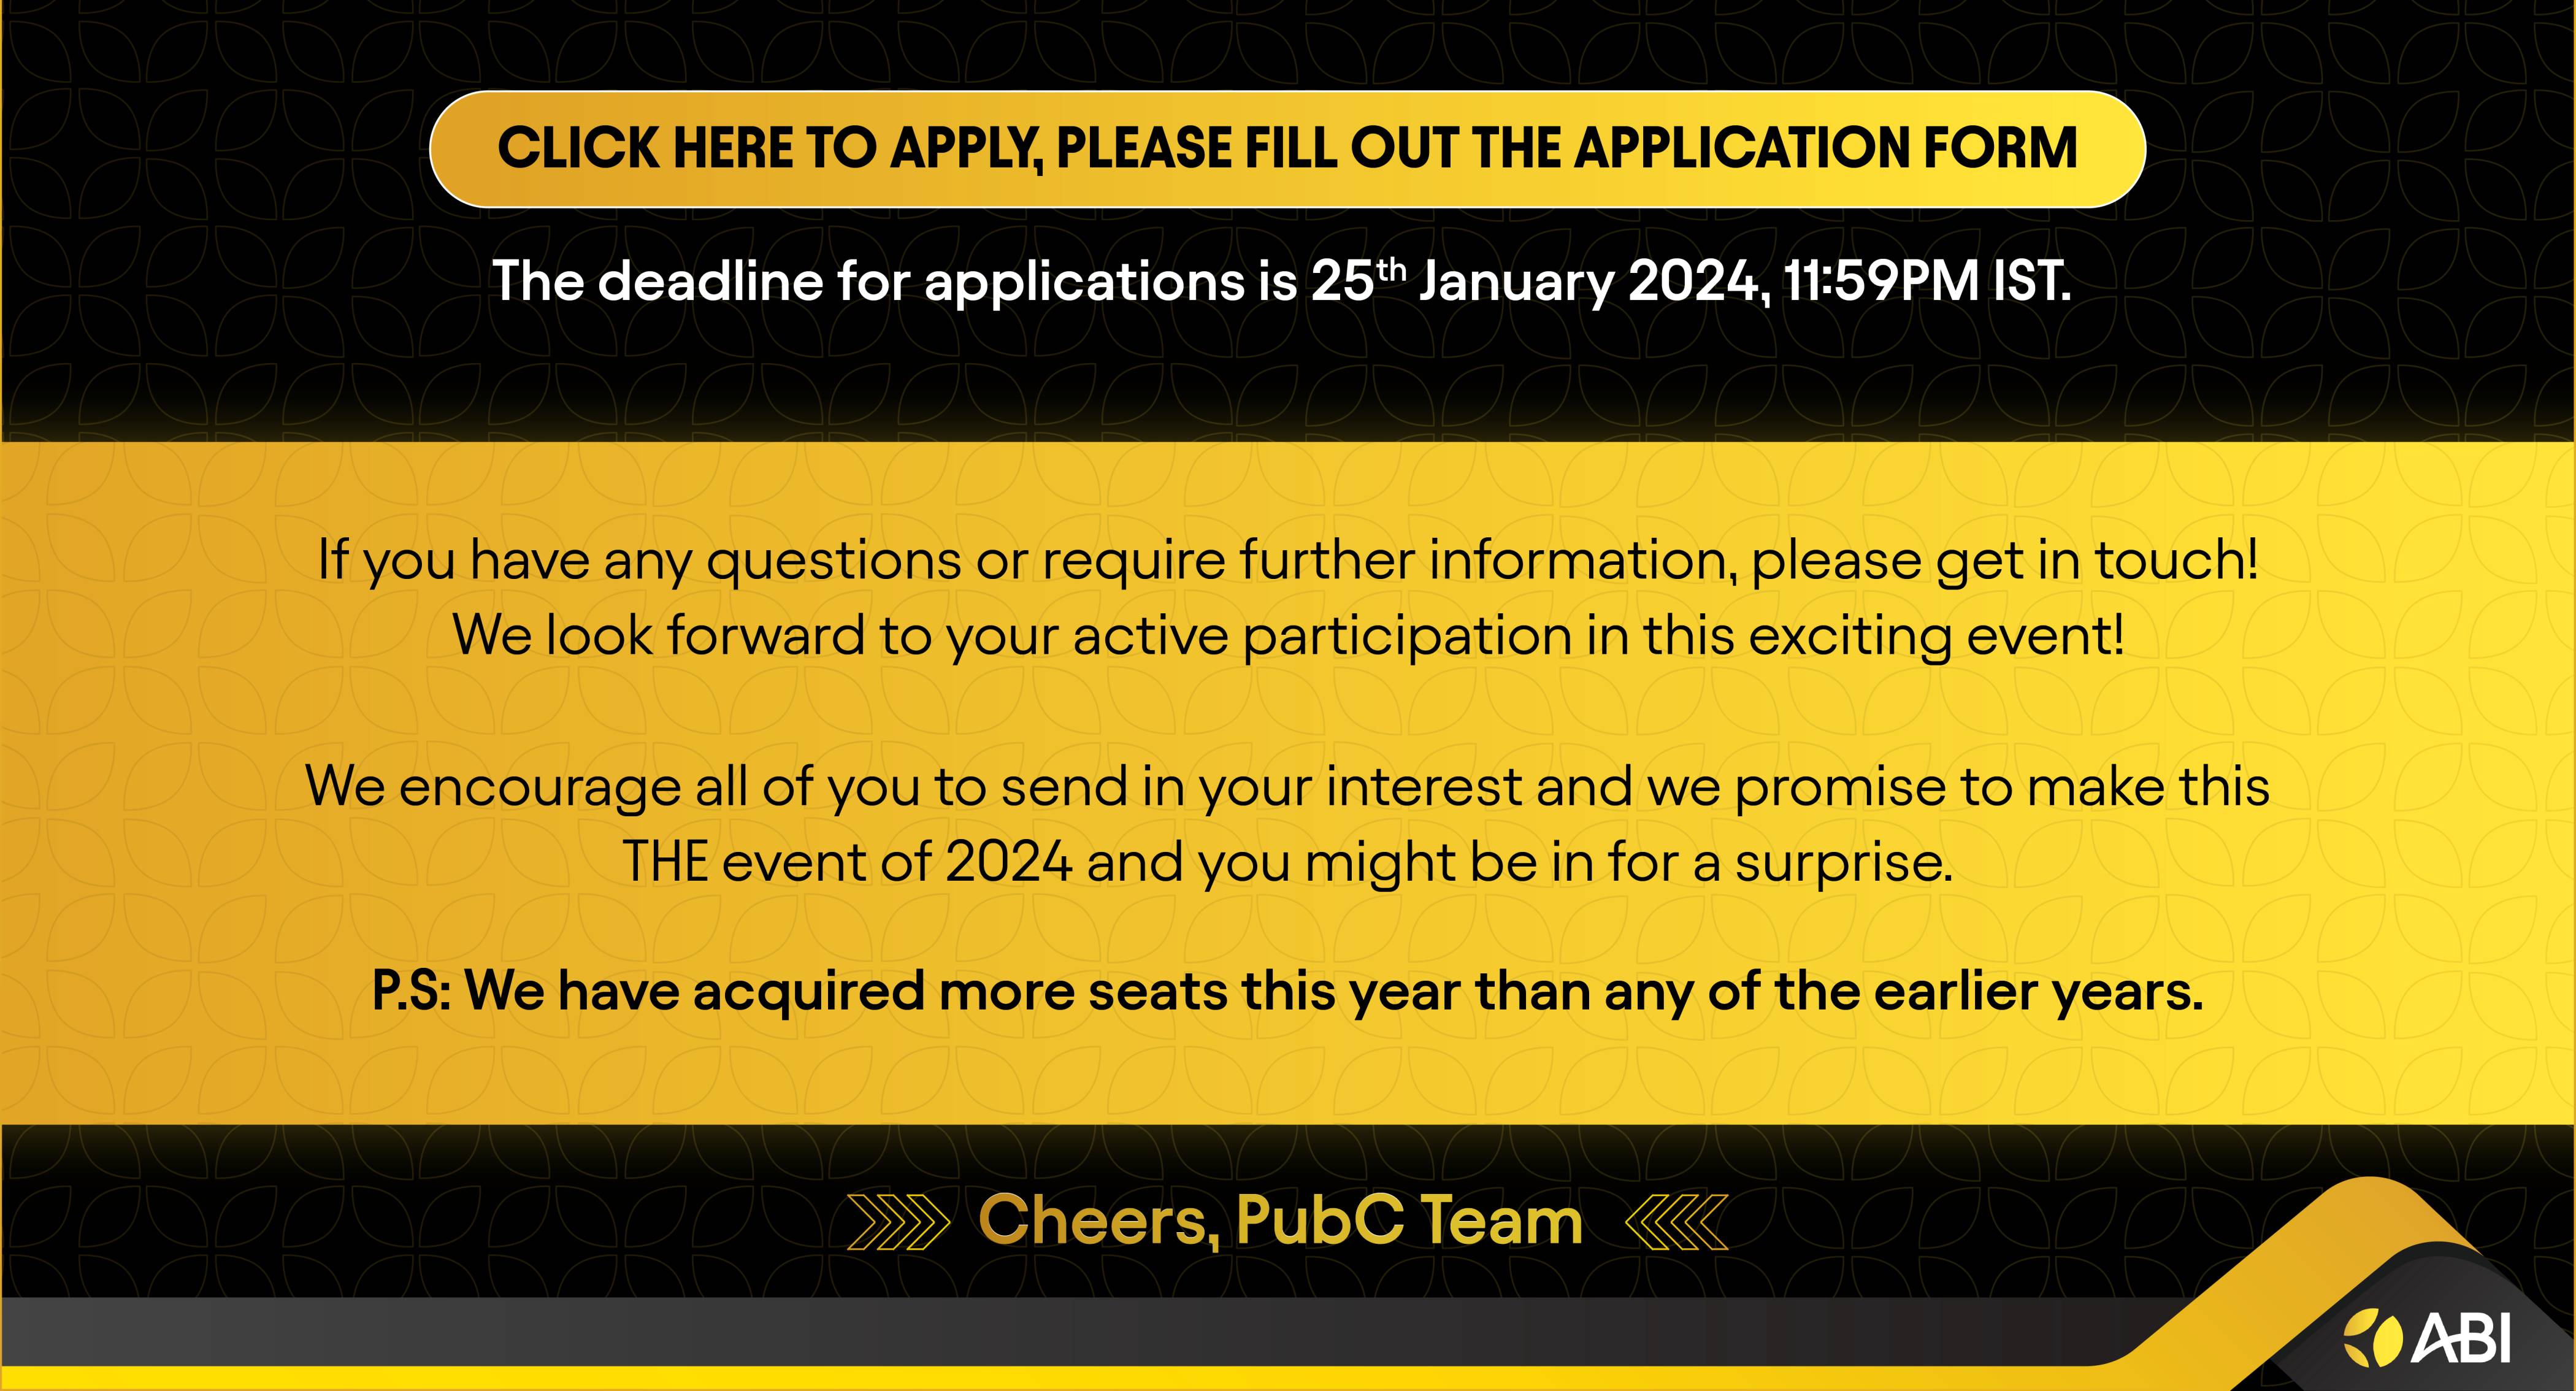 CLICK HERE TO APPLY, PLEASE FILL OUT THE APPLICATION FORM
The deadline for applications is 25th January 2024, 11:59PM IST.
If you have any questions or require further information, please get in touch!
We look forward to your active participation in this exciting event!
We encourage all of you to send in your interest and we promise to make this
THE event of 2024 and you might be in for a surprise.
P.S: We have acquired more seats this year than any of the earlier years.
Cheers, PubC Team
ABI